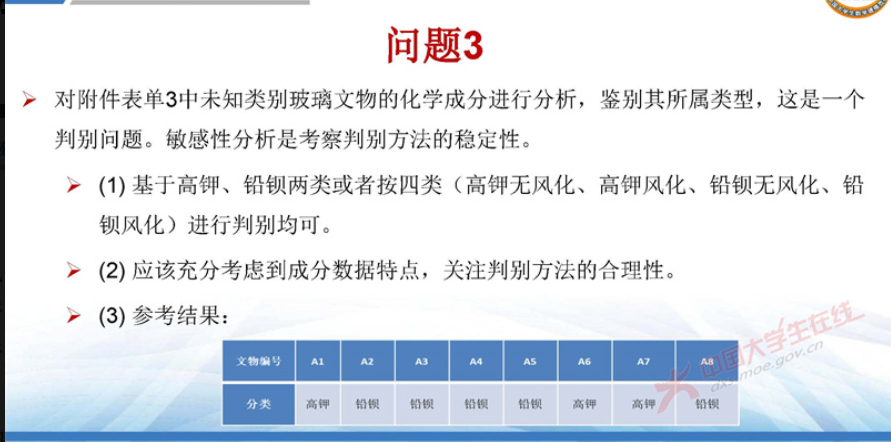 问题3
对附件表单3中未知类别玻璃文物的化学成分进行分析，鉴别其所属类型，这是一个
判别问题。敏感性分析是考察判别方法的稳定性。
(1) 基于高钾、铅钡两类或者按四类（高钾无风化、高钾风化、铅钡无风化、铅
钡风化）进行判别均可。
(2) 应该充分考虑到成分数据特点，关注判别方法的合理性。
(3) 参考结果：
文物编号 A1 A2 A3 A4 A5 A6 A7 A8
分类 高钾 铅钡 铅钡 铅钡 铅钡 高钾 高钾 铅钡
中国大学生在线
dxs.moe.gov.cn